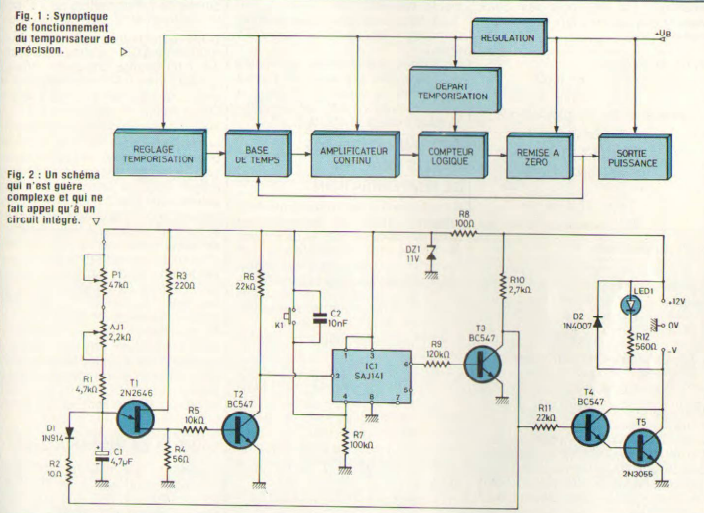 Fig. 1 : Synoptique
de fonctionnement
du temporisateur de
précision.
REGULATION
-UB
DEPART
TEMPORISATION
REGLAGE
TEMPORISATION
BASE
DE TEMPS
AMPLIFICATEUR
CONTINU
COMPTEUR
LOGIQUE
REMISE A
ZERO
SORTIE
PUISSANCE
Fig. 2 : Un schéma
qui n'est guère
complexe et qui ne
fait appel qu'à un
circuit intégré.
R8
100Ω
DZ1
11V
P1
47kΩ
R3
220Ω
R6
22kΩ
K1
C2
10nF
R10
2,7kΩ
LED1
+12V
D2
1N4007
0V
R12
560Ω
-V
AJ1
2,2kΩ
T3
BC547
R9
120kΩ
1
3
IC1
SAJ141
2
6
5
4
8
7
R1
4,7kΩ
T1
2N2646
T2
BC547
T4
BC547
R11
22kΩ
T5
2N3055
D1
1N914
R5
10kΩ
R4
56Ω
R7
100kΩ
C1
4,7µF
R2
10Ω